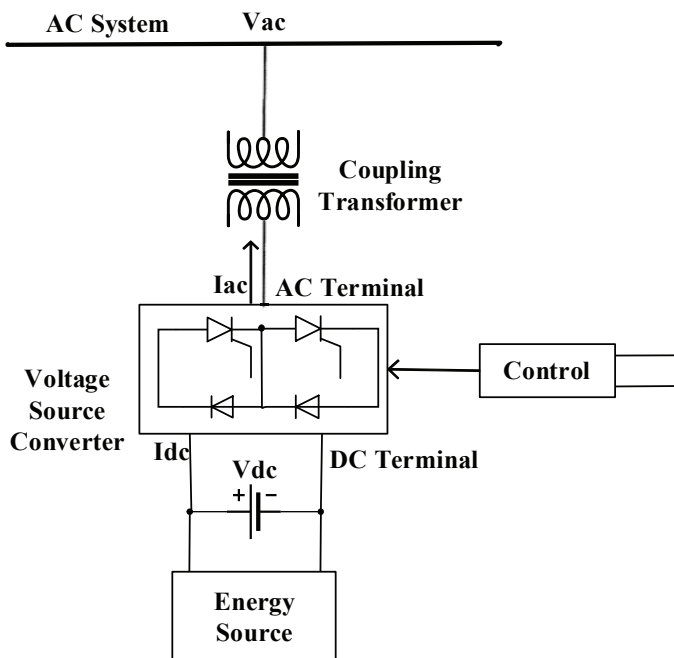 AC System
Vac
Coupling
Transformer
Iac
AC Terminal
Voltage
Source
Converter
Control
Idc
DC Terminal
Vdc
+ −
Energy
Source